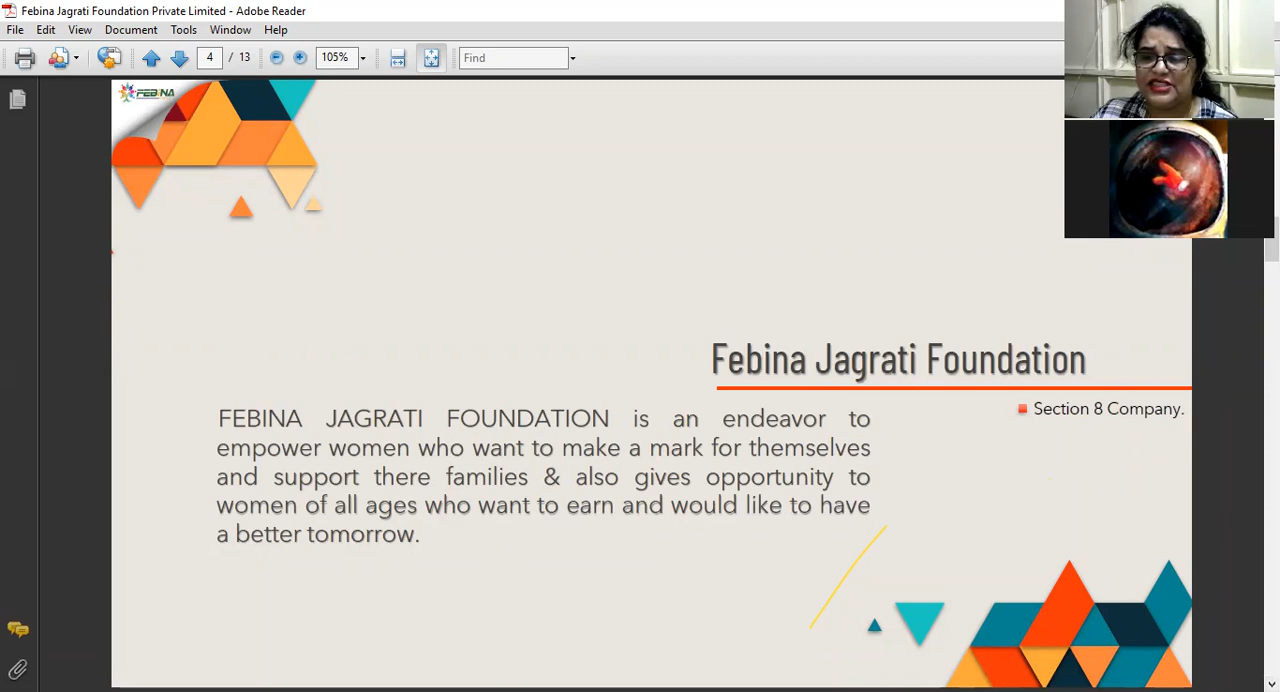 Febina Jagrati Foundation Private Limited - Adobe Reader
File Edit View Document Tools Window Help
4 / 13 105% Find
FEBINA
Febina Jagrati Foundation
Section 8 Company.
FEBINA JAGRATI FOUNDATION is an endeavor to
empower women who want to make a mark for themselves
and support there families & also gives opportunity to
women of all ages who want to earn and would like to have
a better tomorrow.